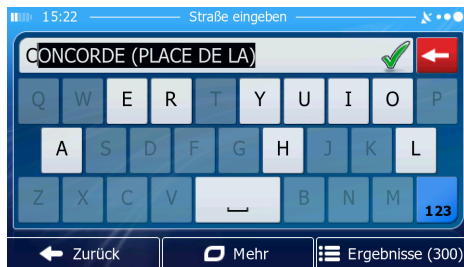 15:22 Straße eingeben
CONCORDE (PLACE DE LA)
Q W E R T Y U I O P
A S D F G H J K L
Z X C V B N M 123
Zurück Mehr Ergebnisse (300)